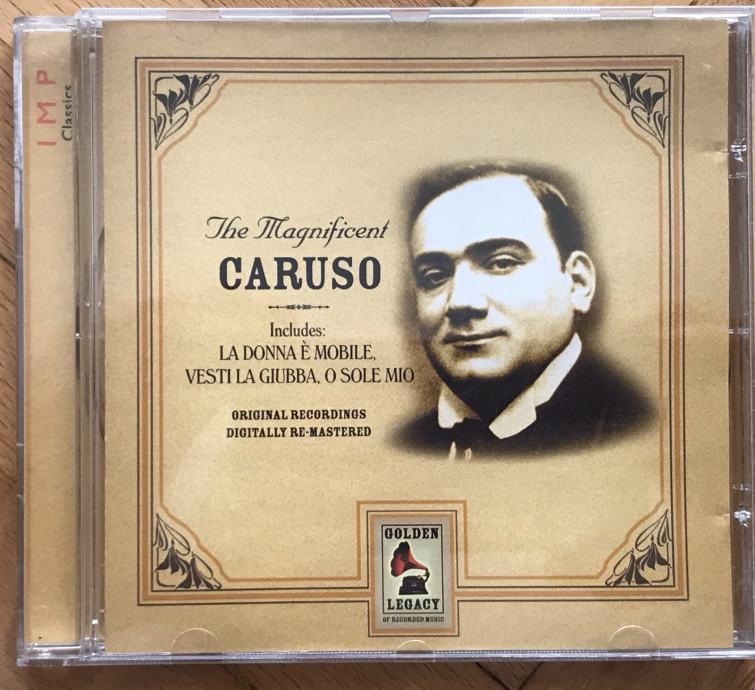 IMP
Classics
The Magnificent
CARUSO
Includes:
LA DONNA È MOBILE,
VESTI LA GIUBBA, O SOLE MIO
ORIGINAL RECORDINGS
DIGITALLY RE-MASTERED
GOLDEN
LEGACY
OF RECORDED MUSIC